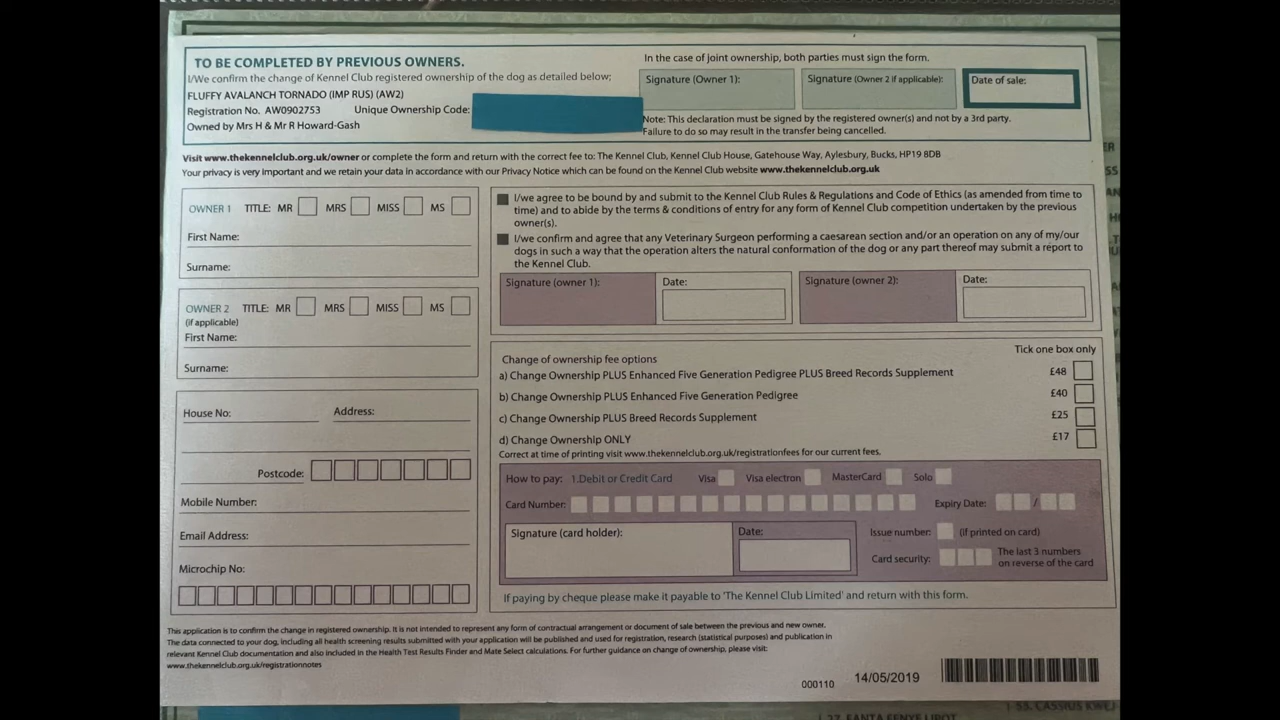 TO BE COMPLETED BY PREVIOUS OWNERS.
I/We confirm the change of Kennel Club registered ownership of the dog as detailed below;
FLUFFY AVALANCH TORNADO (IMP RUS) (AW2)
Registration No. AW0902753 Unique Ownership Code:
Owned by Mrs H & Mr R Howard-Gash
In the case of joint ownership, both parties must sign the form.
Signature (Owner 1): Signature (Owner 2 if applicable): Date of sale:
Note: This declaration must be signed by the registered owner(s) and not by a 3rd party.
Failure to do so may result in the transfer being cancelled.
Visit www.thekennelclub.org.uk/owner or complete the form and return with the correct fee to: The Kennel Club, Kennel Club House, Gatehouse Way, Aylesbury, Bucks, HP19 8DB
Your privacy is very important and we retain your data in accordance with our Privacy Notice which can be found on the Kennel Club website www.thekennelclub.org.uk
OWNER 1 TITLE: MR MRS MISS MS
First Name:
Surname:
OWNER 2 TITLE: MR MRS MISS MS
(if applicable)
First Name:
Surname:
House No: Address:
Postcode:
Mobile Number:
Email Address:
Microchip No:
I/we agree to be bound by and submit to the Kennel Club Rules & Regulations and Code of Ethics (as amended from time to
time) and to abide by the terms & conditions of entry for any form of Kennel Club competition undertaken by the previous
owner(s).
I/we confirm and agree that any Veterinary Surgeon performing a caesarean section and/or an operation on any of my/our
dogs in such a way that the operation alters the natural conformation of the dog or any part thereof may submit a report to
the Kennel Club.
Signature (owner 1): Date: Signature (owner 2): Date:
Tick one box only
Change of ownership fee options
a) Change Ownership PLUS Enhanced Five Generation Pedigree PLUS Breed Records Supplement £48
b) Change Ownership PLUS Enhanced Five Generation Pedigree £40
c) Change Ownership PLUS Breed Records Supplement £25
d) Change Ownership ONLY £17
Correct at time of printing visit www.thekennelclub.org.uk/registrationfees for our current fees.
How to pay: 1.Debit or Credit Card Visa Visa electron MasterCard Solo
Card Number: Expiry Date: /
Signature (card holder): Date: Issue number: (if printed on card)
Card security: The last 3 numbers
on reverse of the card
If paying by cheque please make it payable to 'The Kennel Club Limited' and return with this form.
This application is to confirm the change in registered ownership. It is not intended to represent any form of contractual arrangement or document of sale between the previous and new owner.
The data connected to your dog, including all health screening results submitted with your application will be published and used for registration, research (statistical purposes) and publication in
relevant Kennel Club documentation and also included in the Health Test Results Finder and Mate Select calculations. For further guidance on change of ownership, please visit:
www.thekennelclub.org.uk/registrationnotes
000110 14/05/2019